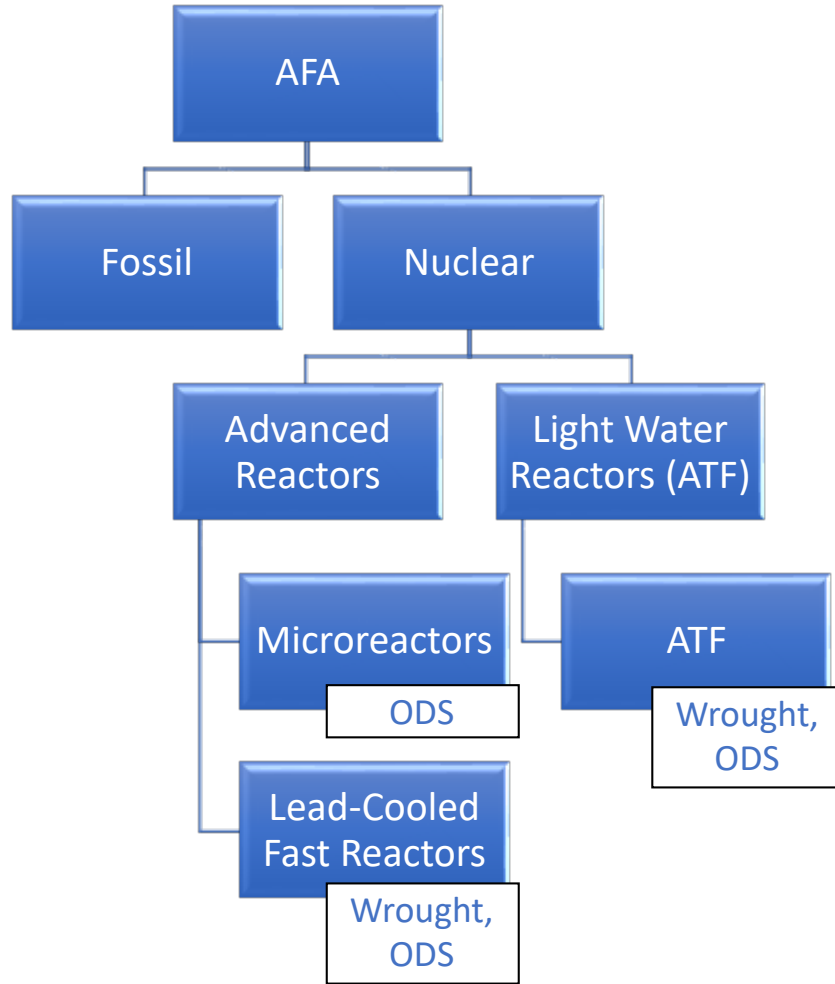 AFA
Fossil
Nuclear
Advanced
Reactors
Light Water
Reactors (ATF)
Microreactors
ODS
ATF
Wrought,
ODS
Lead-Cooled
Fast Reactors
Wrought,
ODS